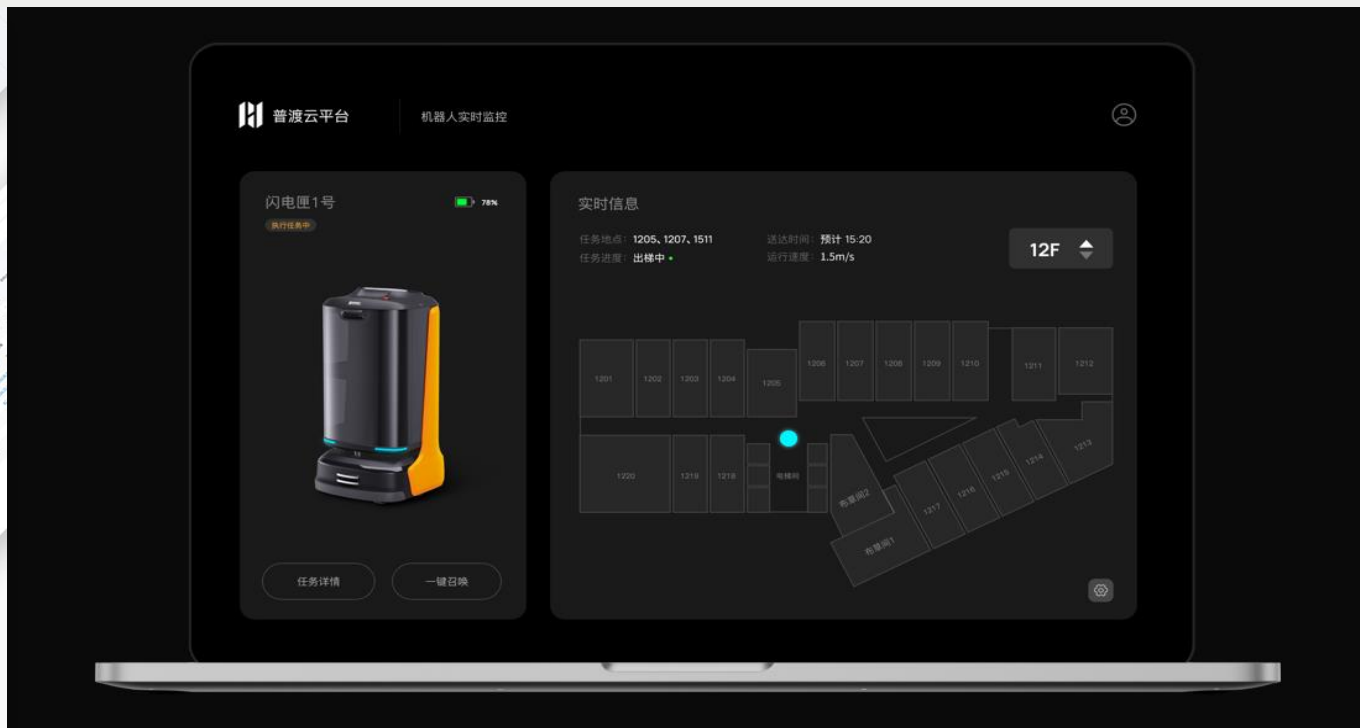 普渡云平台
机器人实时监控
闪电匣1号
78%
执行任务中
任务详情
一键召唤
实时信息
任务地点：1205、1207、1511
送达时间：预计 15:20
任务进度：出梯中
运行速度：1.5m/s
12F
1201
1202
1203
1204
1205
1206
1207
1208
1209
1210
1211
1212
1220
1219
1218
电梯间
布草间2
布草间1
1217
1216
1215
1214
1213